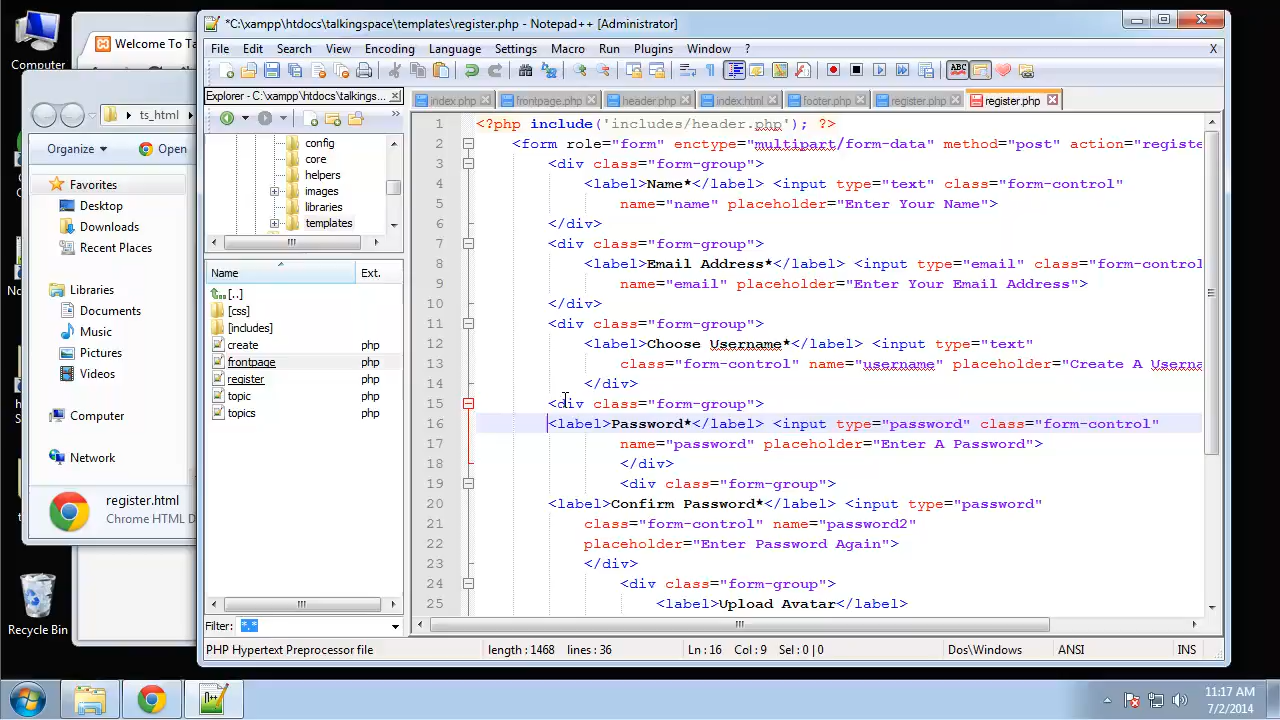 Computer
Welcome To Ta
*C:\xampp\htdocs\talkingspace\templates\register.php - Notepad++ [Administrator]
File Edit Search View Encoding Language Settings Macro Run Plugins Window ? X
ts_html
Organize Open
Favorites
Desktop
Downloads
Recent Places
Libraries
Documents
Music
Pictures
Videos
Computer
Network
register.html
Chrome HTML D
Recycle Bin
Explorer - C:\xampp\htdocs\talkings...
config
core
helpers
images
libraries
templates
Name Ext.
[..]
[css]
[includes]
create php
frontpage php
register php
topic php
topics php
Filter: *.*
index.php frontpage.php header.php index.html footer.php register.php register.php
1 <?php include('includes/header.php'); ?>
2 <form role="form" enctype="multipart/form-data" method="post" action="registe
3 <div class="form-group">
4 <label>Name*</label> <input type="text" class="form-control"
5 name="name" placeholder="Enter Your Name">
6 </div>
7 <div class="form-group">
8 <label>Email Address*</label> <input type="email" class="form-control
9 name="email" placeholder="Enter Your Email Address">
10 </div>
11 <div class="form-group">
12 <label>Choose Username*</label> <input type="text"
13 class="form-control" name="username" placeholder="Create A Userna
14 </div>
15 <div class="form-group">
16 <label>Password*</label> <input type="password" class="form-control"
17 name="password" placeholder="Enter A Password">
18 </div>
19 <div class="form-group">
20 <label>Confirm Password*</label> <input type="password"
21 class="form-control" name="password2"
22 placeholder="Enter Password Again">
23 </div>
24 <div class="form-group">
25 <label>Upload Avatar</label>
PHP Hypertext Preprocessor file length : 1468 lines : 36 Ln : 16 Col : 9 Sel : 0 | 0 Dos\Windows ANSI INS
11:17 AM
7/2/2014